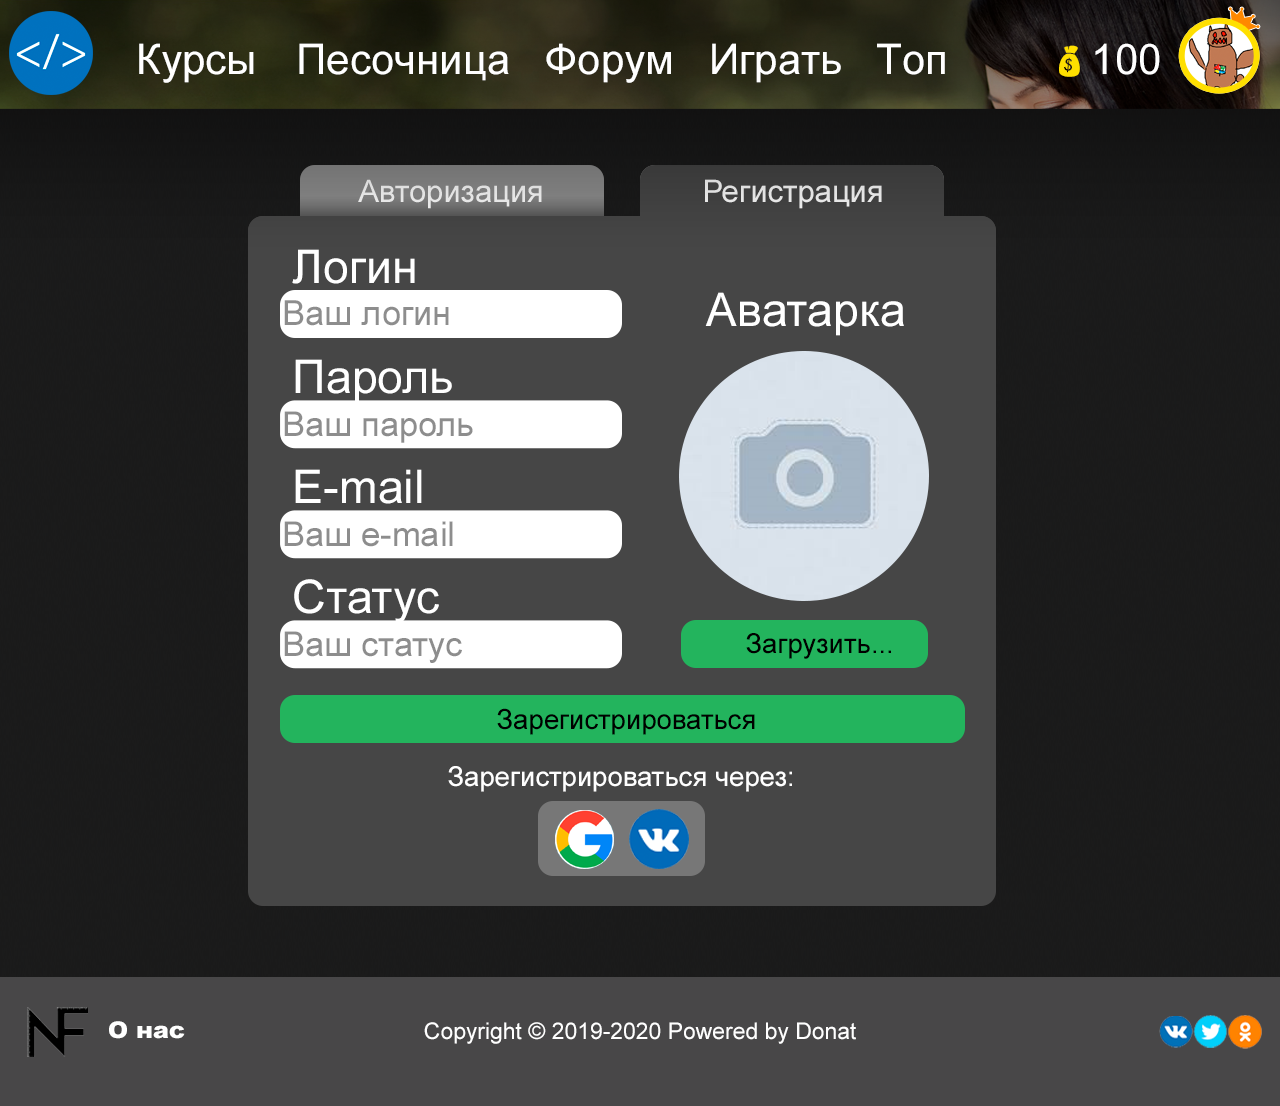 </> Курсы Песочница Форум Играть Топ 100
Авторизация Регистрация
Логин
Ваш логин
Аватарка
Пароль
Ваш пароль
E-mail
Ваш e-mail
Статус
Ваш статус
Загрузить...
Зарегистрироваться
Зарегистрироваться через:
NF О нас Copyright © 2019-2020 Powered by Donat